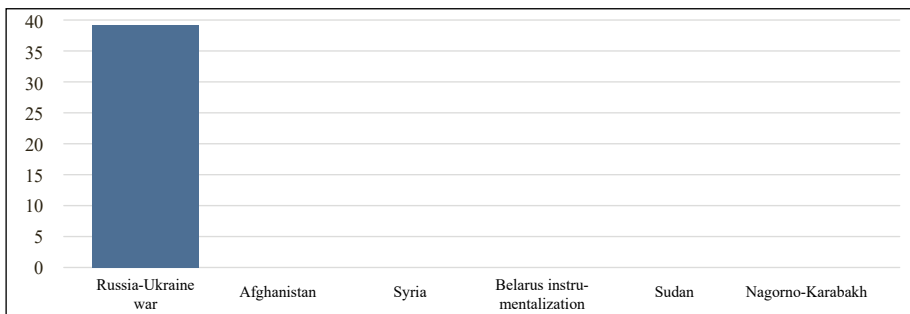 40
35
30
25
20
15
10
5
0
Russia-Ukraine
war
Afghanistan
Syria
Belarus instru-
mentalization
Sudan
Nagorno-Karabakh